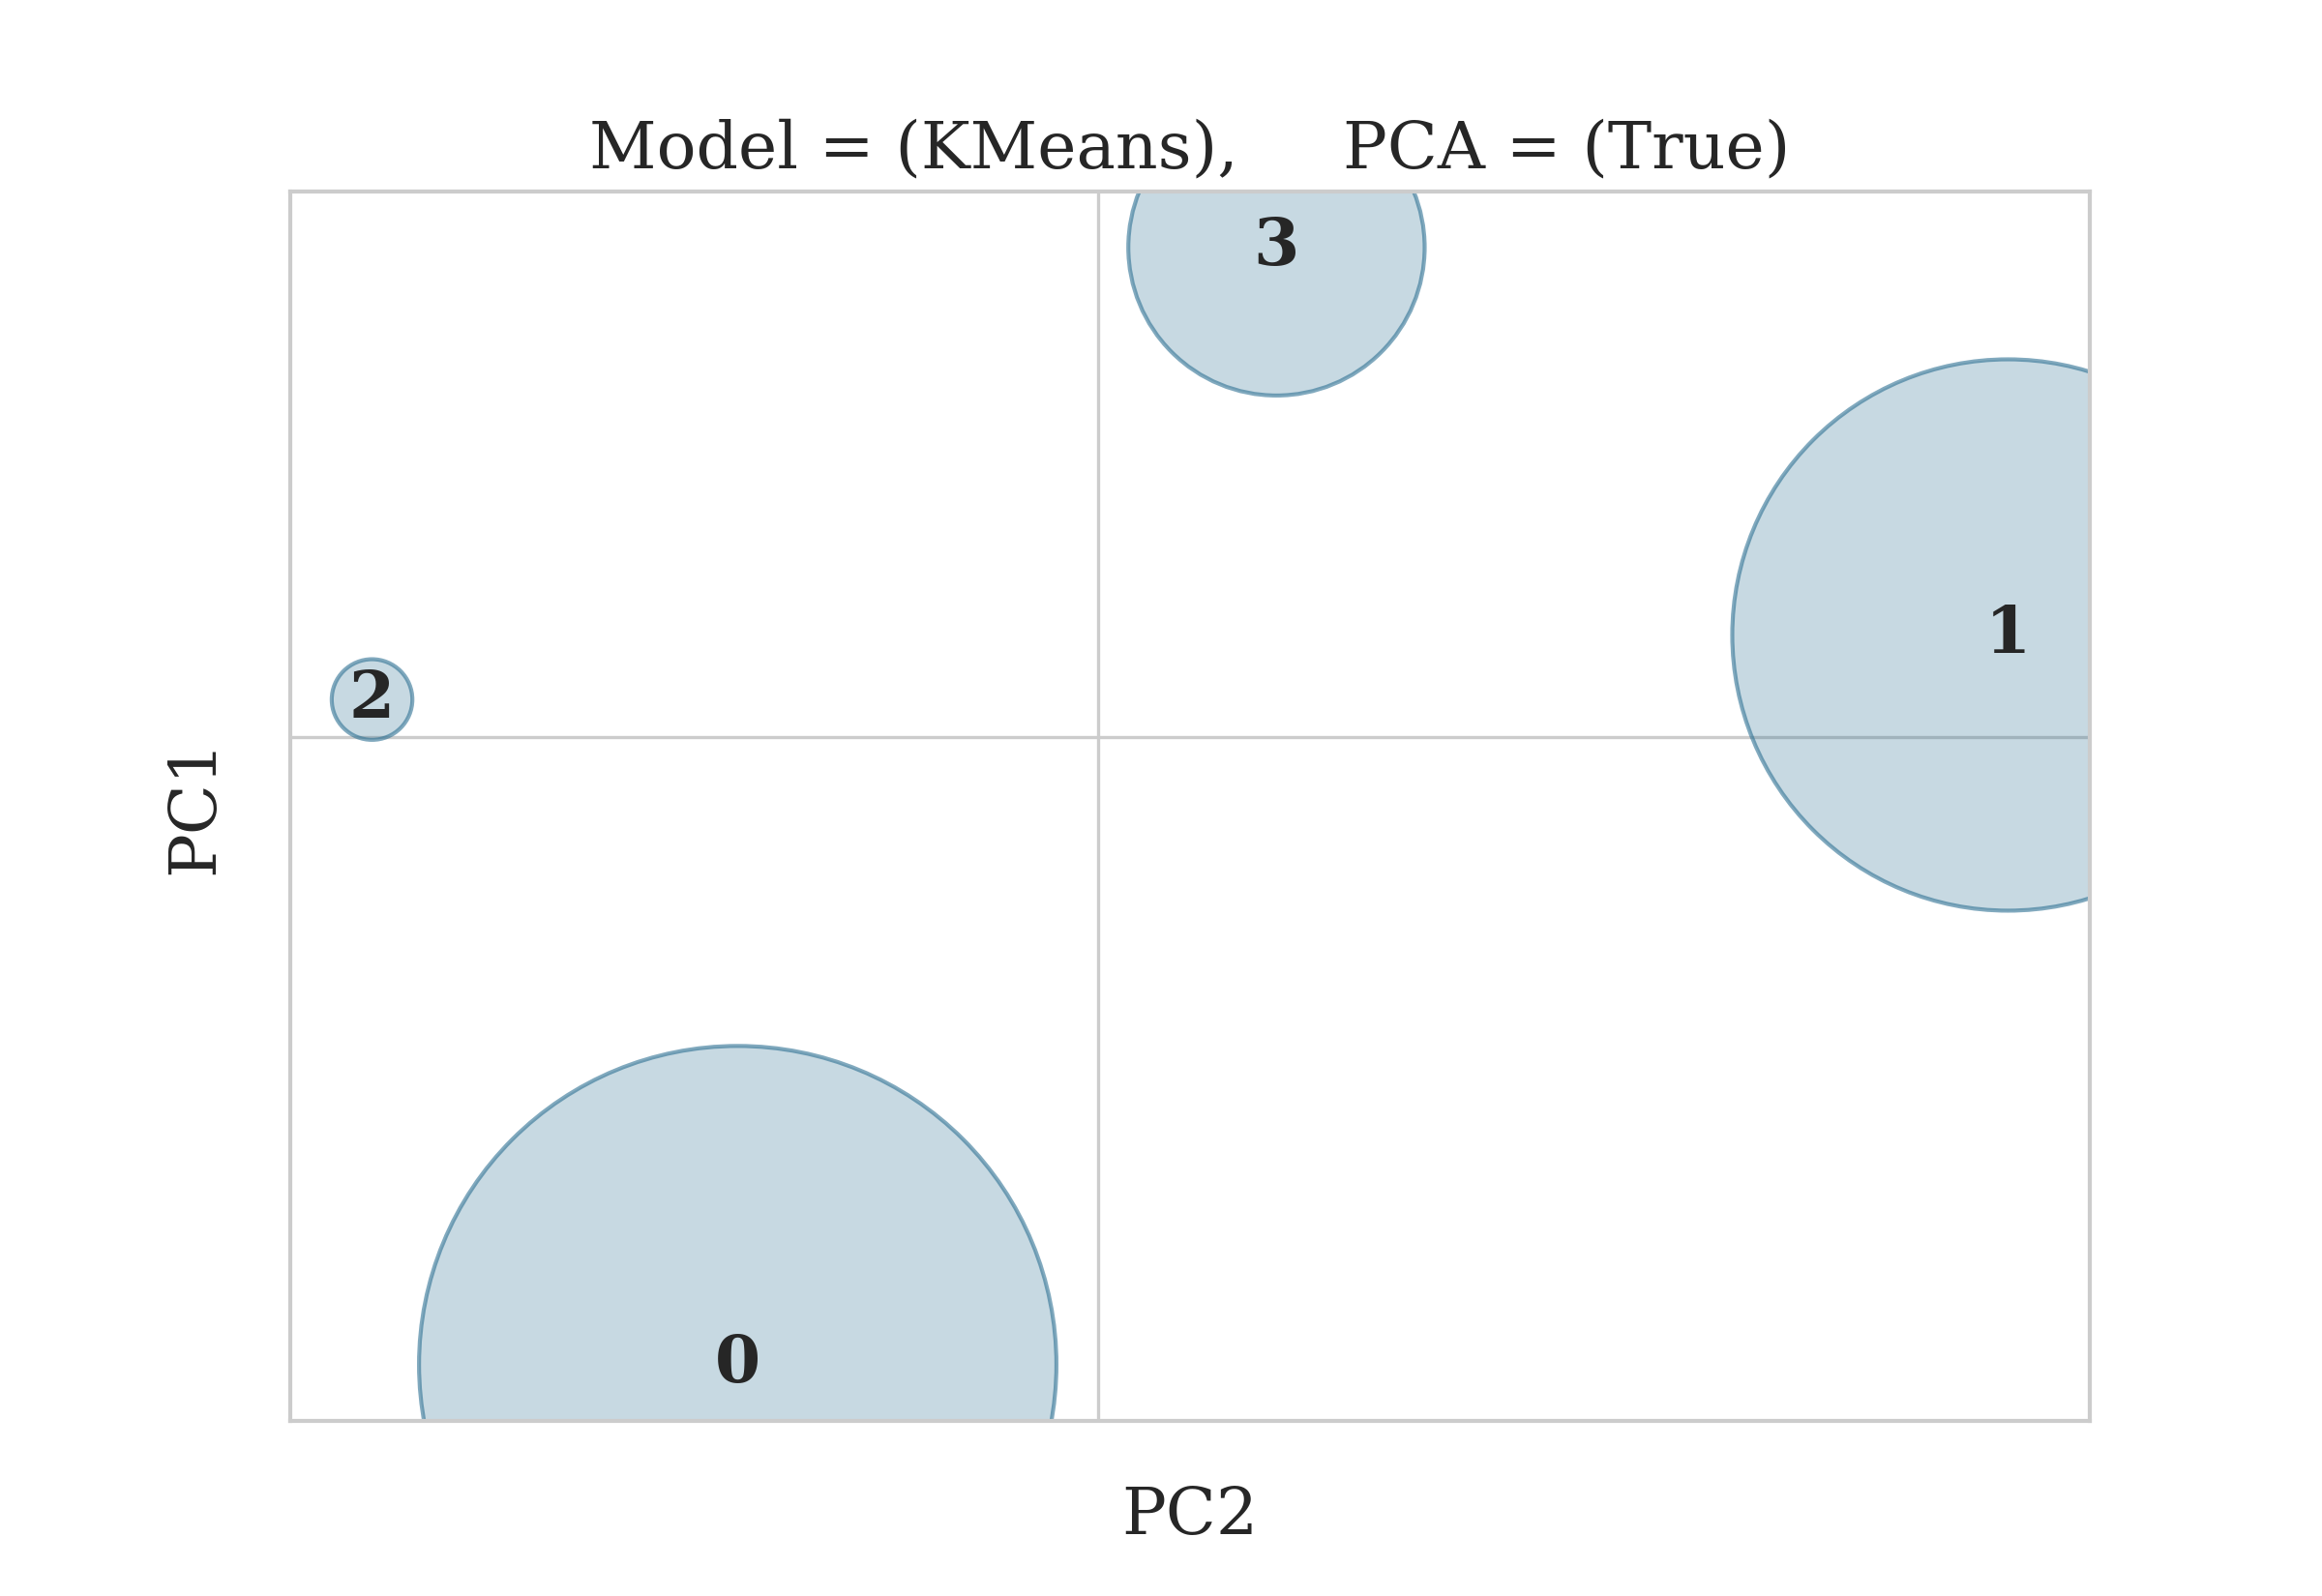 Model = (KMeans),    PCA = (True)
3
1
2
PC1
0
PC2